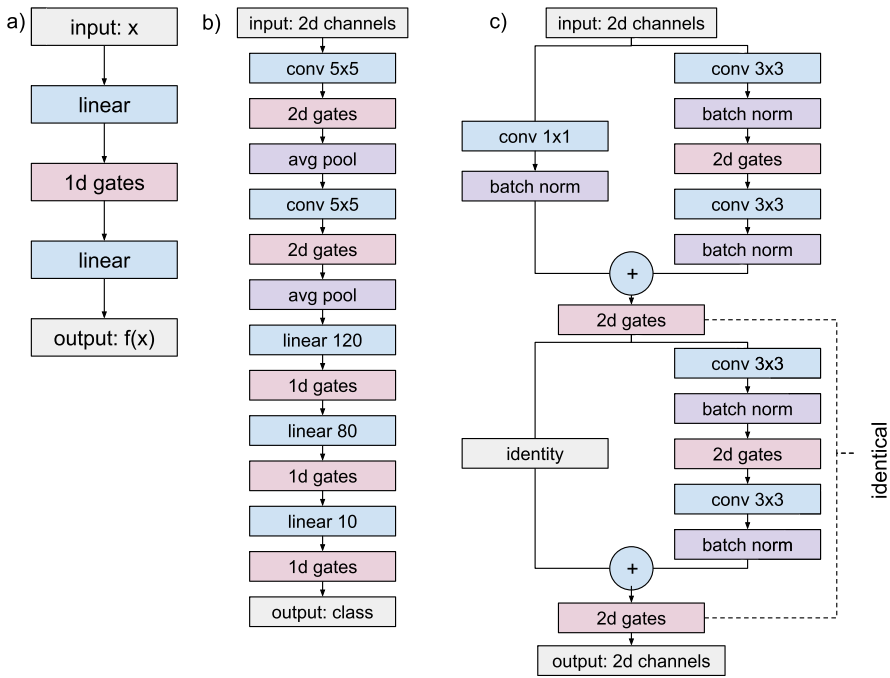 a)
input: x
linear
1d gates
linear
output: f(x)
b)
input: 2d channels
conv 5x5
2d gates
avg pool
conv 5x5
2d gates
avg pool
linear 120
1d gates
linear 80
1d gates
linear 10
1d gates
output: class
c)
input: 2d channels
conv 1x1
batch norm
conv 3x3
batch norm
2d gates
conv 3x3
batch norm
+
2d gates
identity
conv 3x3
batch norm
2d gates
conv 3x3
batch norm
+
2d gates
output: 2d channels
identical